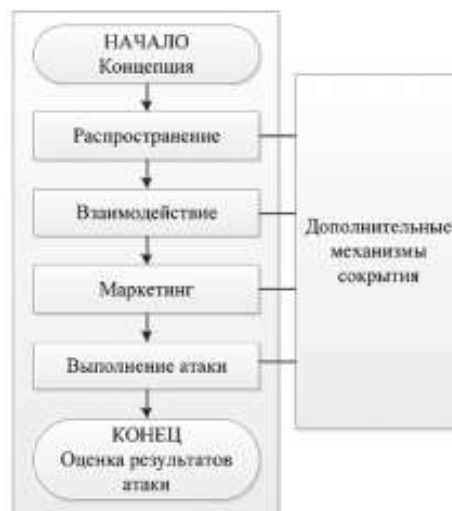 НАЧАЛО
Концепция
Распространение
Взаимодействие
Маркетинг
Выполнение атаки
КОНЕЦ
Оценка результатов
атаки
Дополнительные
механизмы
сокрытия